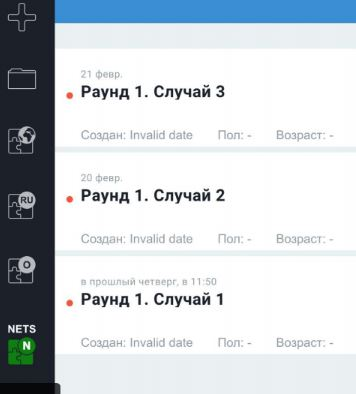 21 февр.
Раунд 1. Случай 3
Создан: Invalid date Пол: - Возраст: -
20 февр.
Раунд 1. Случай 2
Создан: Invalid date Пол: - Возраст: -
в прошлый четверг, в 11:50
Раунд 1. Случай 1
Создан: Invalid date Пол: - Возраст: -
RU
O
NETS
N